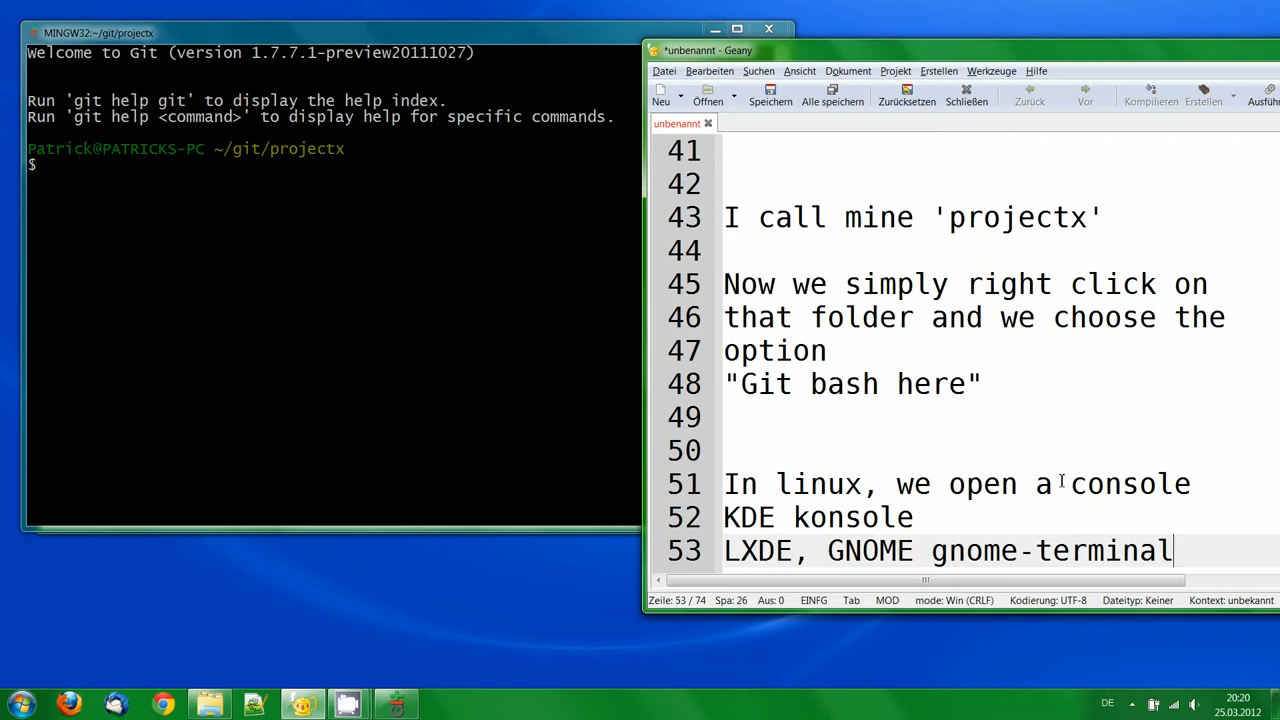 MINGW32:~/git/projectx
Welcome to Git (version 1.7.7.1-preview20111027)
Run 'git help git' to display the help index.
Run 'git help <command>' to display help for specific commands.
Patrick@PATRICKS-PC ~/git/projectx
$
*unbenannt - Geany
Datei Bearbeiten Suchen Ansicht Dokument Projekt Erstellen Werkzeuge Hilfe
Neu Öffnen Speichern Alle speichern Zurücksetzen Schließen Zurück Vor Kompilieren Erstellen Ausführ
unbenannt
41
42
43 I call mine 'projectx'
44
45 Now we simply right click on
46 that folder and we choose the
47 option
48 "Git bash here"
49
50
51 In linux, we open a console
52 KDE konsole
53 LXDE, GNOME gnome-terminal
Zeile: 53 / 74 Spa: 26 Aus: 0 EINFG Tab MOD mode: Win (CRLF) Kodierung: UTF-8 Dateityp: Keiner Kontext: unbekannt
DE
20:20
25.03.2012